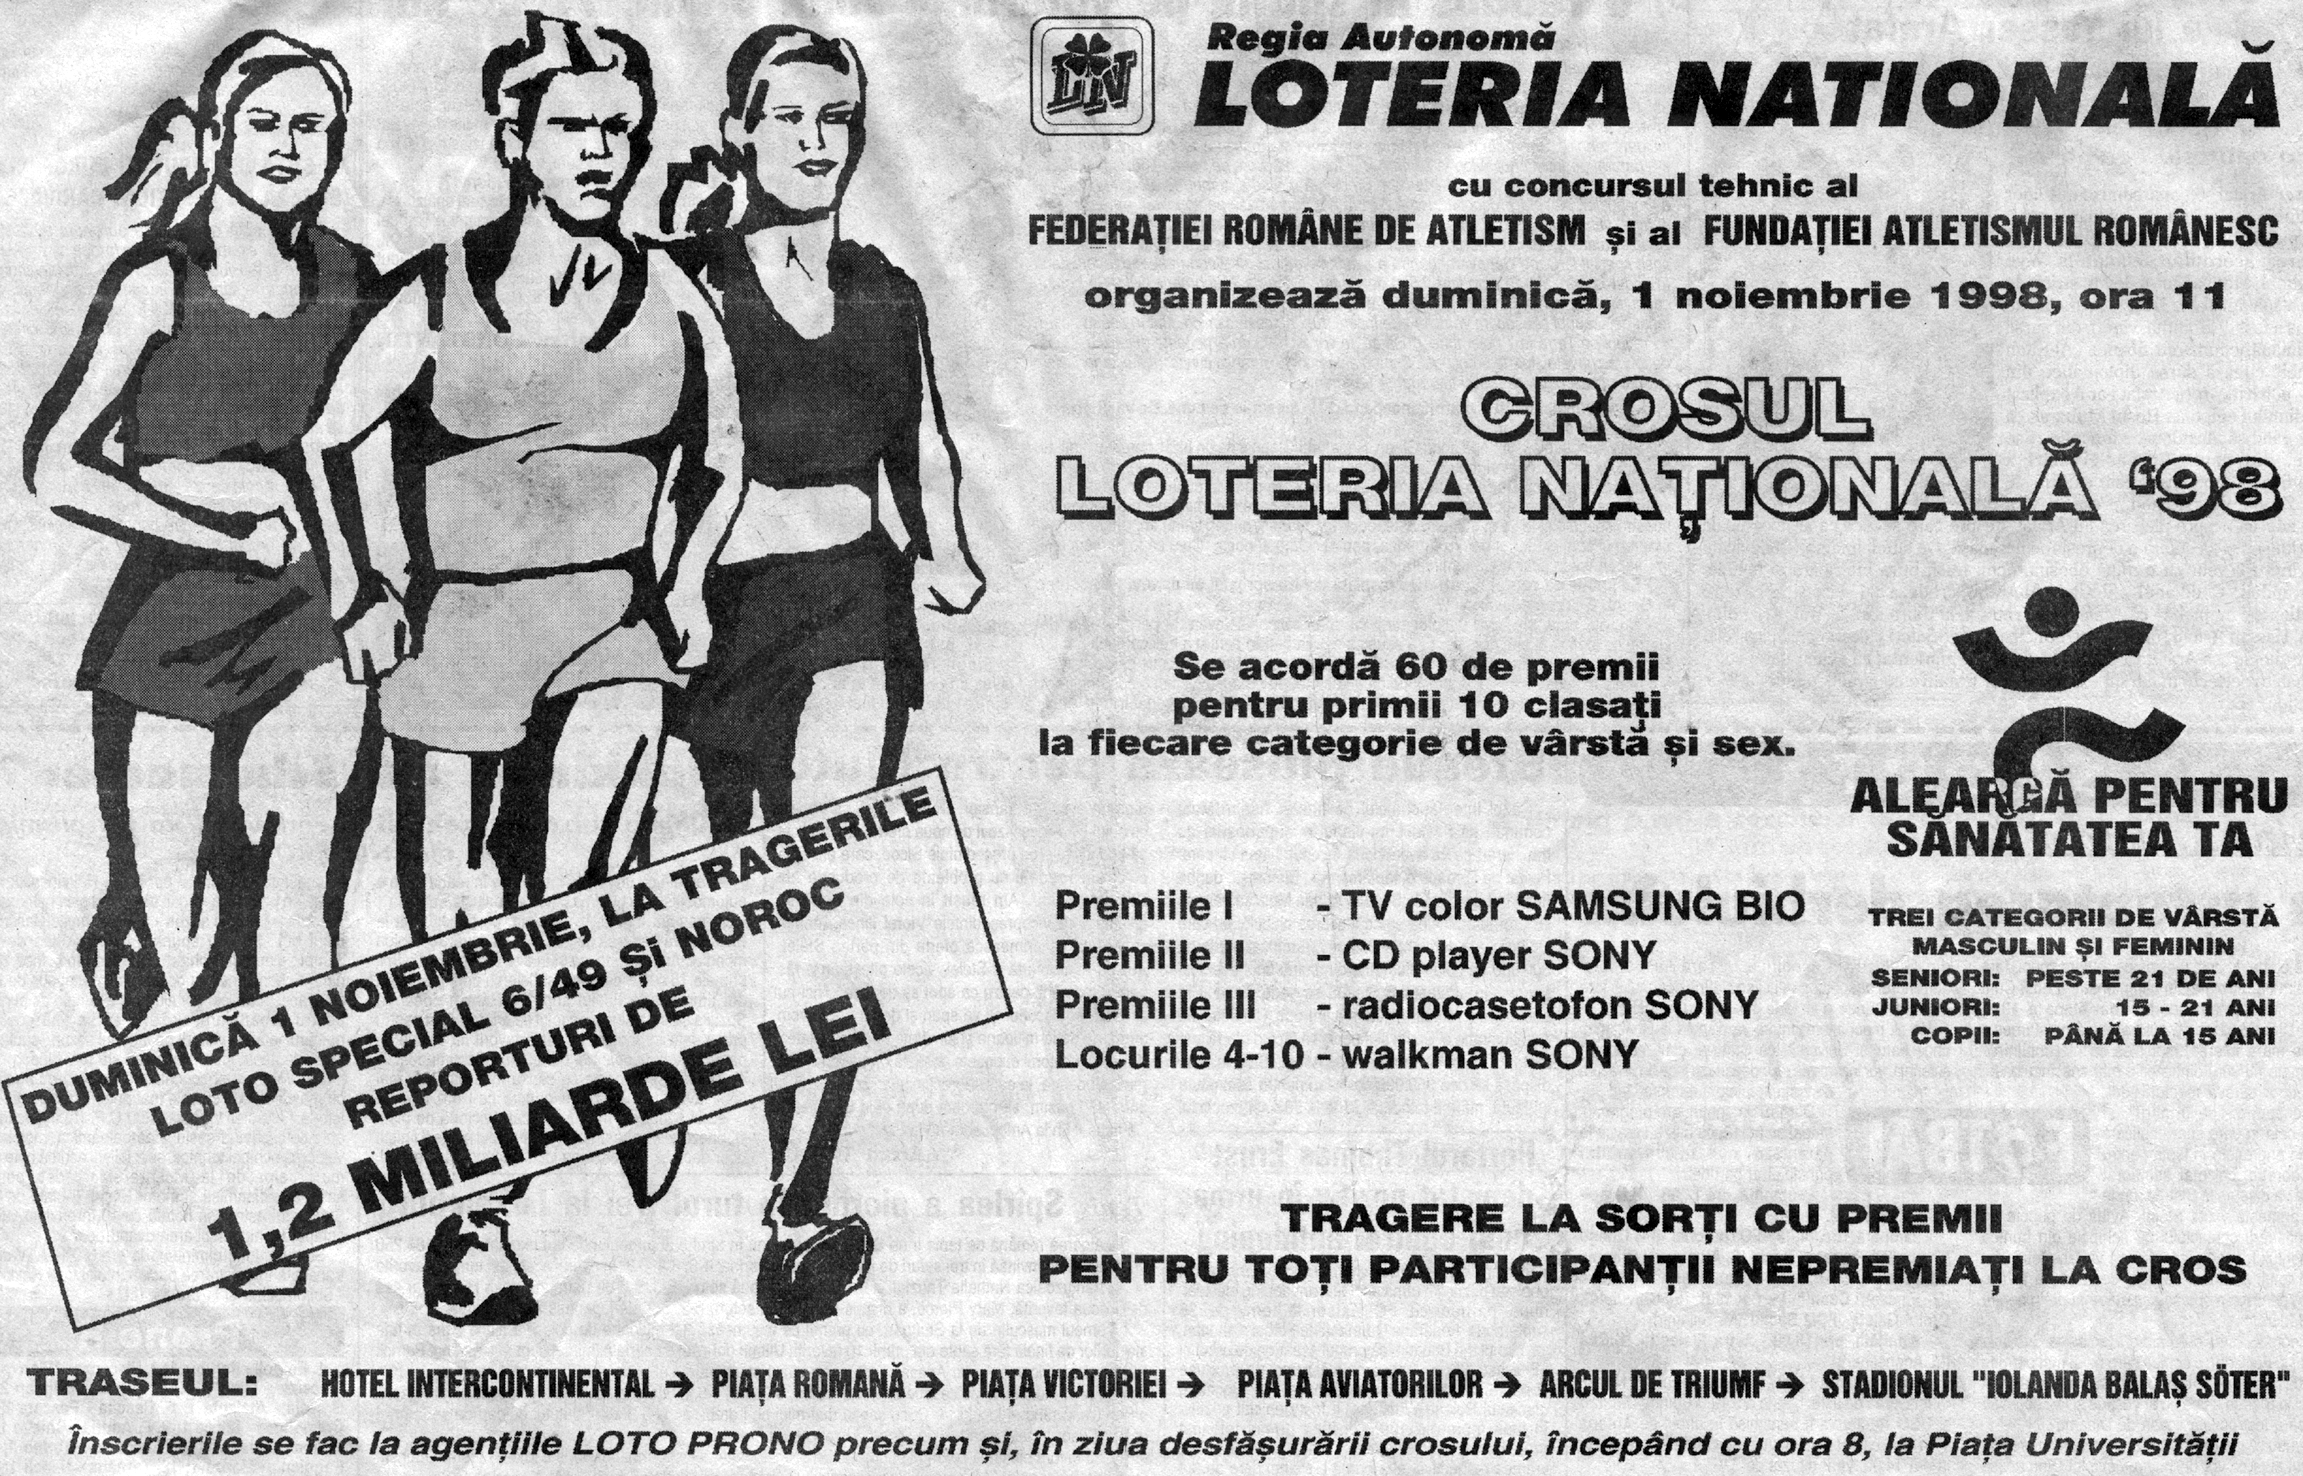 LN
Regia Autonomă
LOTERIA NATIONALĂ
cu concursul tehnic al
FEDERAȚIEI ROMÂNE DE ATLETISM și al FUNDAȚIEI ATLETISMUL ROMÂNESC
organizează duminică, 1 noiembrie 1998, ora 11
CROSUL
LOTERIA NAȚIONALĂ ‘98
Se acordă 60 de premii
pentru primii 10 clasați
la fiecare categorie de vârstă și sex.
ALEARGĂ PENTRU
SĂNĂTATEA TA
Premiile I - TV color SAMSUNG BIO
Premiile II - CD player SONY
Premiile III - radiocasetofon SONY
Locurile 4-10 - walkman SONY
TREI CATEGORII DE VÂRSTĂ
MASCULIN ȘI FEMININ
SENIORI: PESTE 21 DE ANI
JUNIORI: 15 - 21 ANI
COPII: PÂNĂ LA 15 ANI
DUMINICĂ 1 NOIEMBRIE, LA TRAGERILE
LOTO SPECIAL 6/49 ȘI NOROC
REPORTURI DE
1,2 MILIARDE LEI
TRAGERE LA SORȚI CU PREMII
PENTRU TOȚI PARTICIPANȚII NEPREMIAȚI LA CROS
TRASEUL: HOTEL INTERCONTINENTAL → PIAȚA ROMANĂ → PIAȚA VICTORIEI → PIAȚA AVIATORILOR → ARCUL DE TRIUMF → STADIONUL "IOLANDA BALAȘ SÖTER"
Înscrierile se fac la agențiile LOTO PRONO precum și, în ziua desfășurării crosului, începând cu ora 8, la Piața Universității